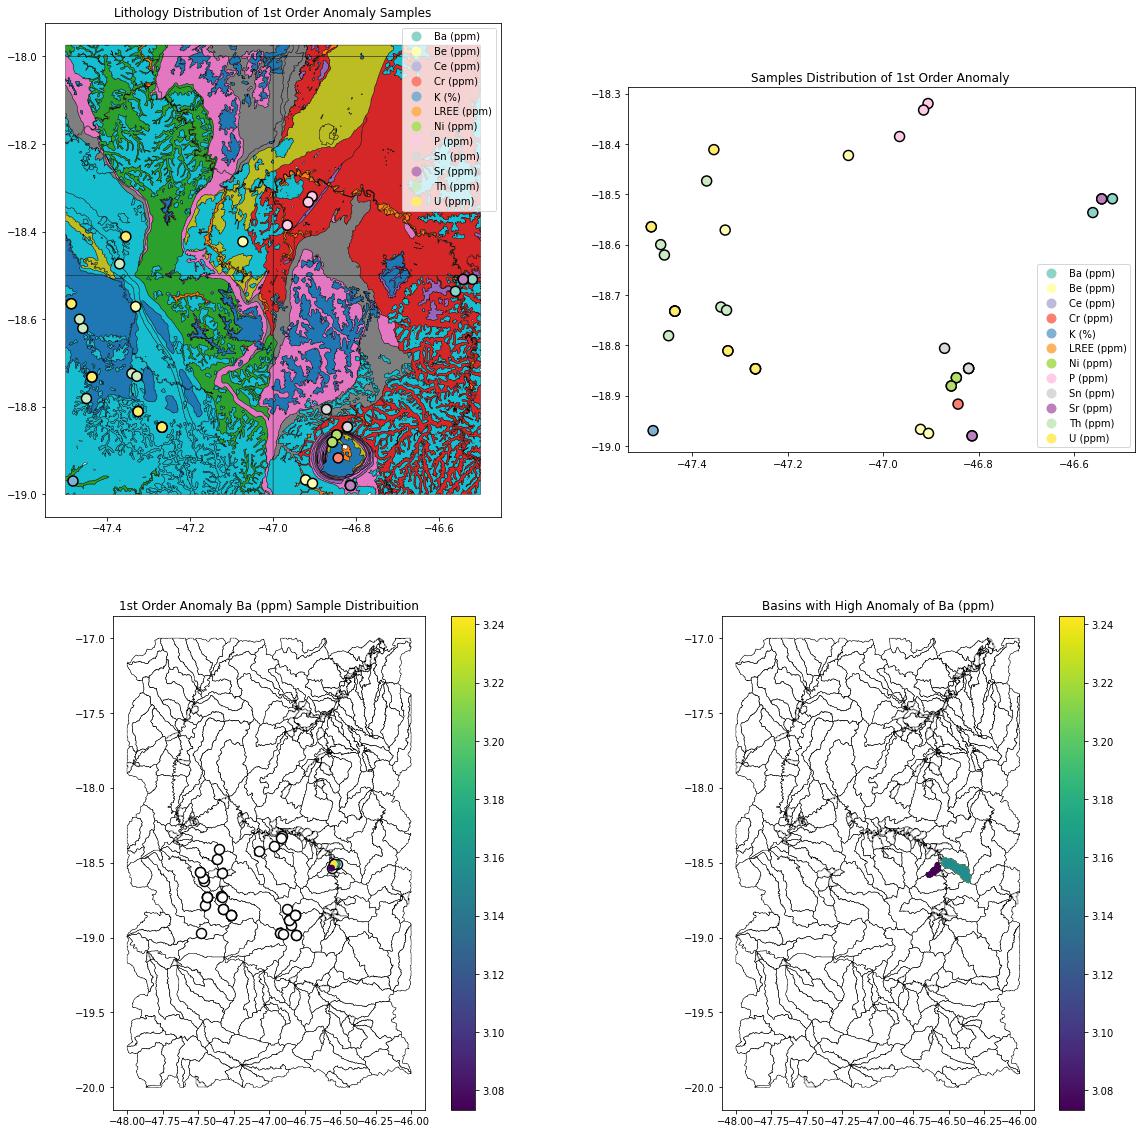 Lithology Distribution of 1st Order Anomaly Samples
−18.0
−18.2
−18.4
−18.6
−18.8
−19.0
−47.4
−47.2
−47.0
−46.8
−46.6
Ba (ppm)
Be (ppm)
Ce (ppm)
Cr (ppm)
K (%)
LREE (ppm)
Ni (ppm)
P (ppm)
Sn (ppm)
Sr (ppm)
Th (ppm)
U (ppm)
Samples Distribution of 1st Order Anomaly
−18.3
−18.4
−18.5
−18.6
−18.7
−18.8
−18.9
−19.0
−47.4
−47.2
−47.0
−46.8
−46.6
Ba (ppm)
Be (ppm)
Ce (ppm)
Cr (ppm)
K (%)
LREE (ppm)
Ni (ppm)
P (ppm)
Sn (ppm)
Sr (ppm)
Th (ppm)
U (ppm)
1st Order Anomaly Ba (ppm) Sample Distribuition
−17.0
−17.5
−18.0
−18.5
−19.0
−19.5
−20.0
−48.00−47.75−47.50−47.25−47.00−46.75−46.50−46.25−46.00
3.24
3.22
3.20
3.18
3.16
3.14
3.12
3.10
3.08
Basins with High Anomaly of Ba (ppm)
−17.0
−17.5
−18.0
−18.5
−19.0
−19.5
−20.0
−48.00−47.75−47.50−47.25−47.00−46.75−46.50−46.25−46.00
3.24
3.22
3.20
3.18
3.16
3.14
3.12
3.10
3.08